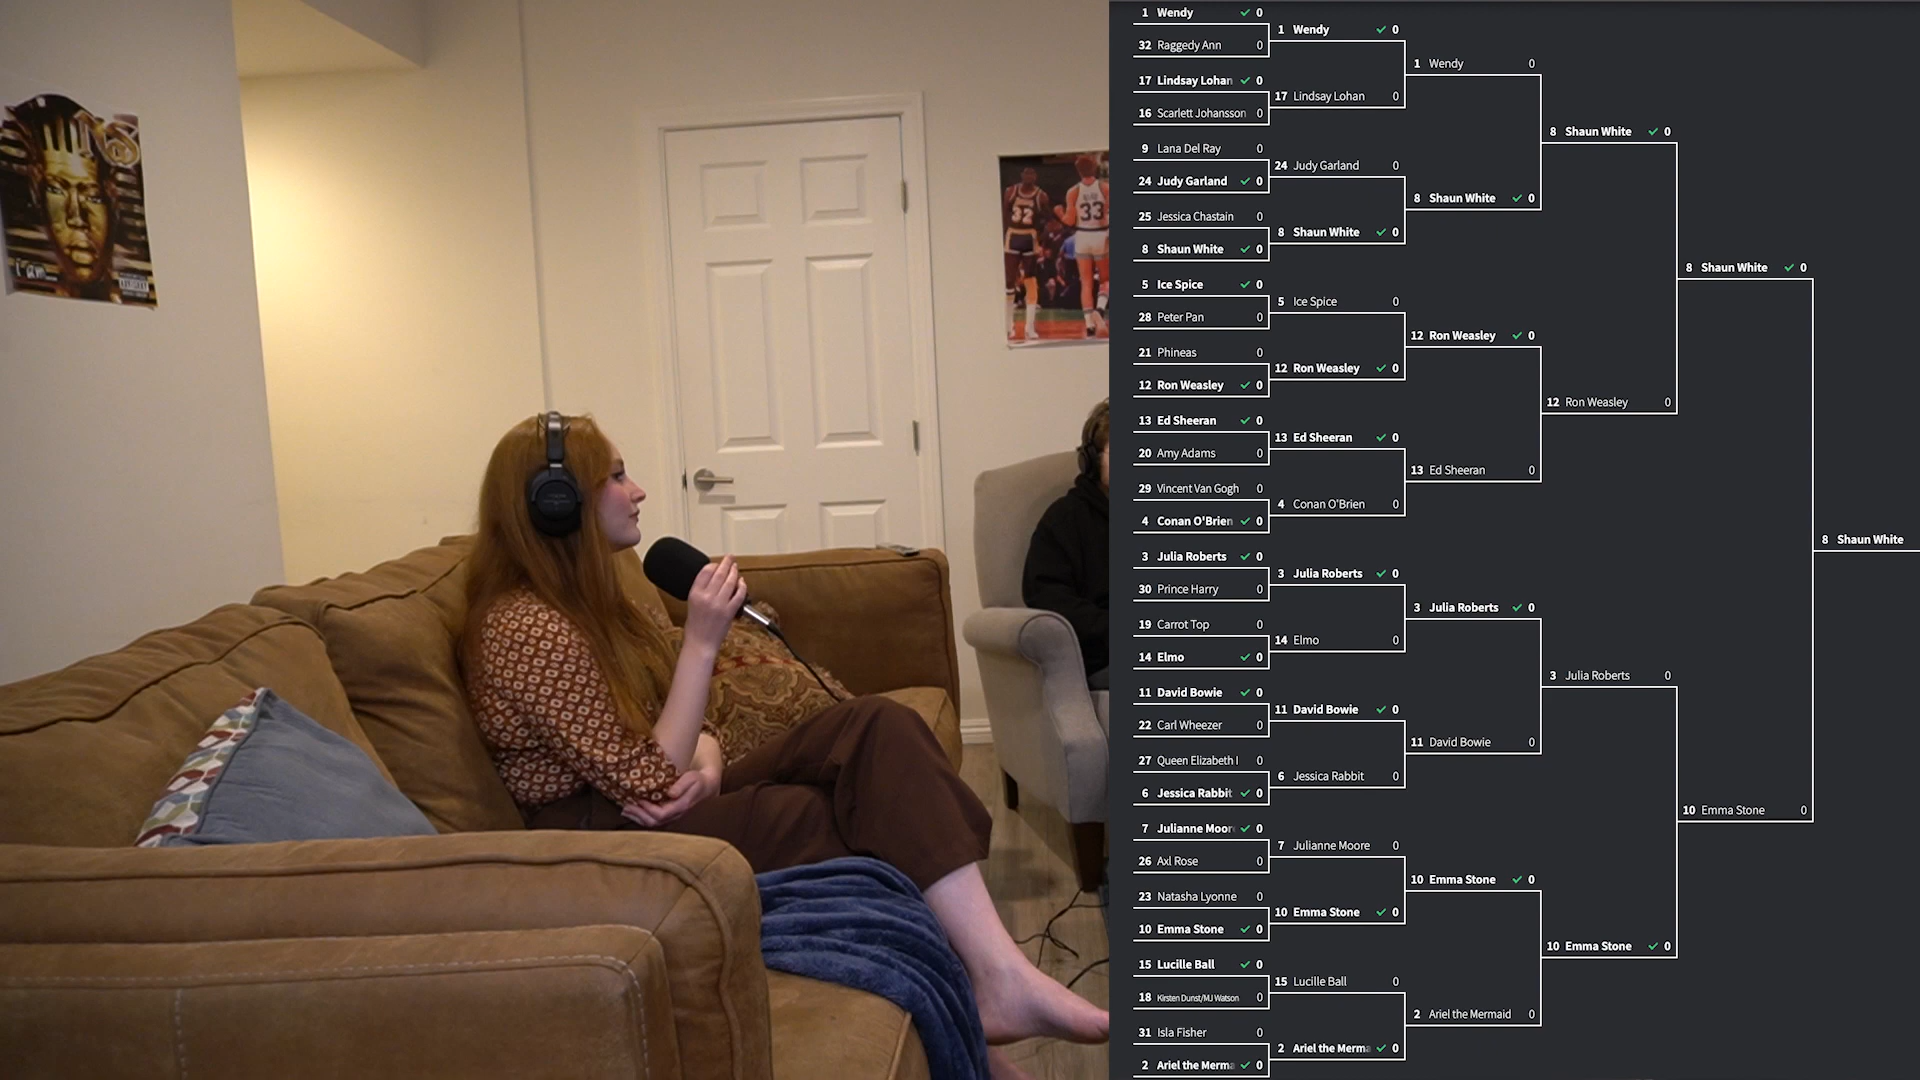 NAS
i am...
32
33
1 Wendy 0
32 Raggedy Ann 0
17 Lindsay Lohan 0
16 Scarlett Johansson 0
9 Lana Del Ray 0
24 Judy Garland 0
25 Jessica Chastain 0
8 Shaun White 0
5 Ice Spice 0
28 Peter Pan 0
21 Phineas 0
12 Ron Weasley 0
13 Ed Sheeran 0
20 Amy Adams 0
29 Vincent Van Gogh 0
4 Conan O'Brien 0
3 Julia Roberts 0
30 Prince Harry 0
19 Carrot Top 0
14 Elmo 0
11 David Bowie 0
22 Carl Wheezer 0
27 Queen Elizabeth I 0
6 Jessica Rabbit 0
7 Julianne Moor 0
26 Axl Rose 0
23 Natasha Lyonne 0
10 Emma Stone 0
15 Lucille Ball 0
18 Kirsten Dunst/MJ Watson 0
31 Isla Fisher 0
2 Ariel the Merma 0
1 Wendy 0
17 Lindsay Lohan 0
24 Judy Garland 0
8 Shaun White 0
5 Ice Spice 0
12 Ron Weasley 0
13 Ed Sheeran 0
4 Conan O'Brien 0
3 Julia Roberts 0
14 Elmo 0
11 David Bowie 0
6 Jessica Rabbit 0
7 Julianne Moore 0
10 Emma Stone 0
15 Lucille Ball 0
2 Ariel the Merma 0
1 Wendy 0
8 Shaun White 0
12 Ron Weasley 0
13 Ed Sheeran 0
3 Julia Roberts 0
11 David Bowie 0
10 Emma Stone 0
2 Ariel the Mermaid 0
8 Shaun White 0
12 Ron Weasley 0
3 Julia Roberts 0
10 Emma Stone 0
8 Shaun White 0
10 Emma Stone 0
8 Shaun White